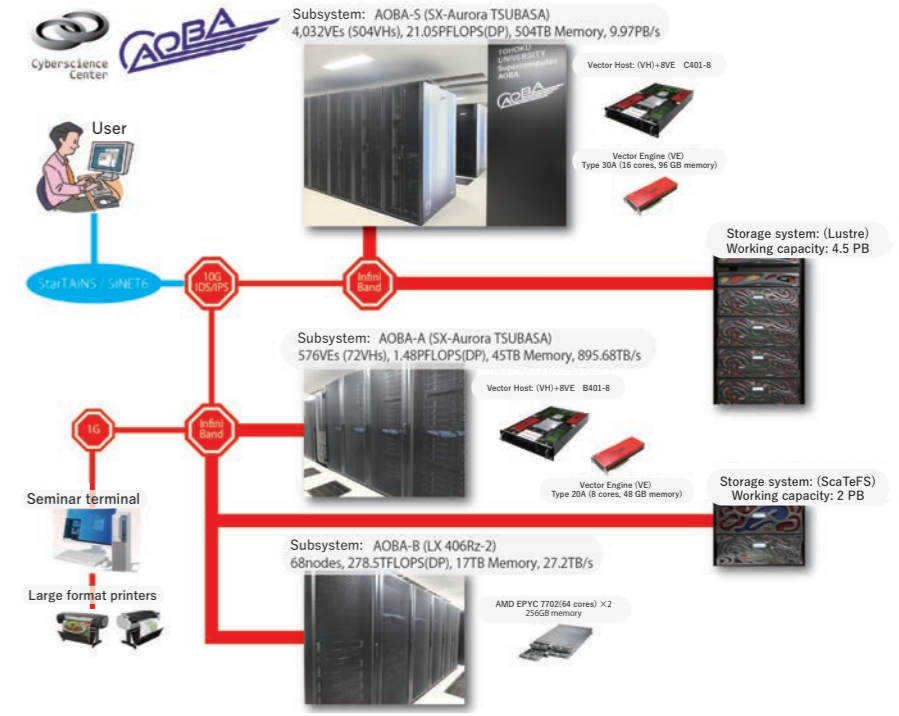 Cyberscience
Center
AOBA
Subsystem: AOBA-S (SX-Aurora TSUBASA)
4,032VEs (504VHs), 21.05PFLOPS(DP), 504TB Memory, 9.97PB/s
TOHOKU
UNIVERSITY
Supercomputer
AOBA
AOBA
Vector Host: (VH)+8VE C401-8
Vector Engine (VE)
Type 30A (16 cores, 96 GB memory)
User
StarTAINS / SINET6
10G
IDS/IPS
Infini
Band
Storage system: (Lustre)
Working capacity: 4.5 PB
Subsystem: AOBA-A (SX-Aurora TSUBASA)
576VEs (72VHs), 1.48PFLOPS(DP), 45TB Memory, 895.68TB/s
Vector Host: (VH)+8VE B401-8
Vector Engine (VE)
Type 20A (8 cores, 48 GB memory)
1G
Infini
Band
Seminar terminal
Large format printers
Storage system: (ScaTeFS)
Working capacity: 2 PB
Subsystem: AOBA-B (LX 406Rz-2)
68nodes, 278.5TFLOPS(DP), 17TB Memory, 27.2TB/s
AMD EPYC 7702(64 cores) ×2
256GB memory